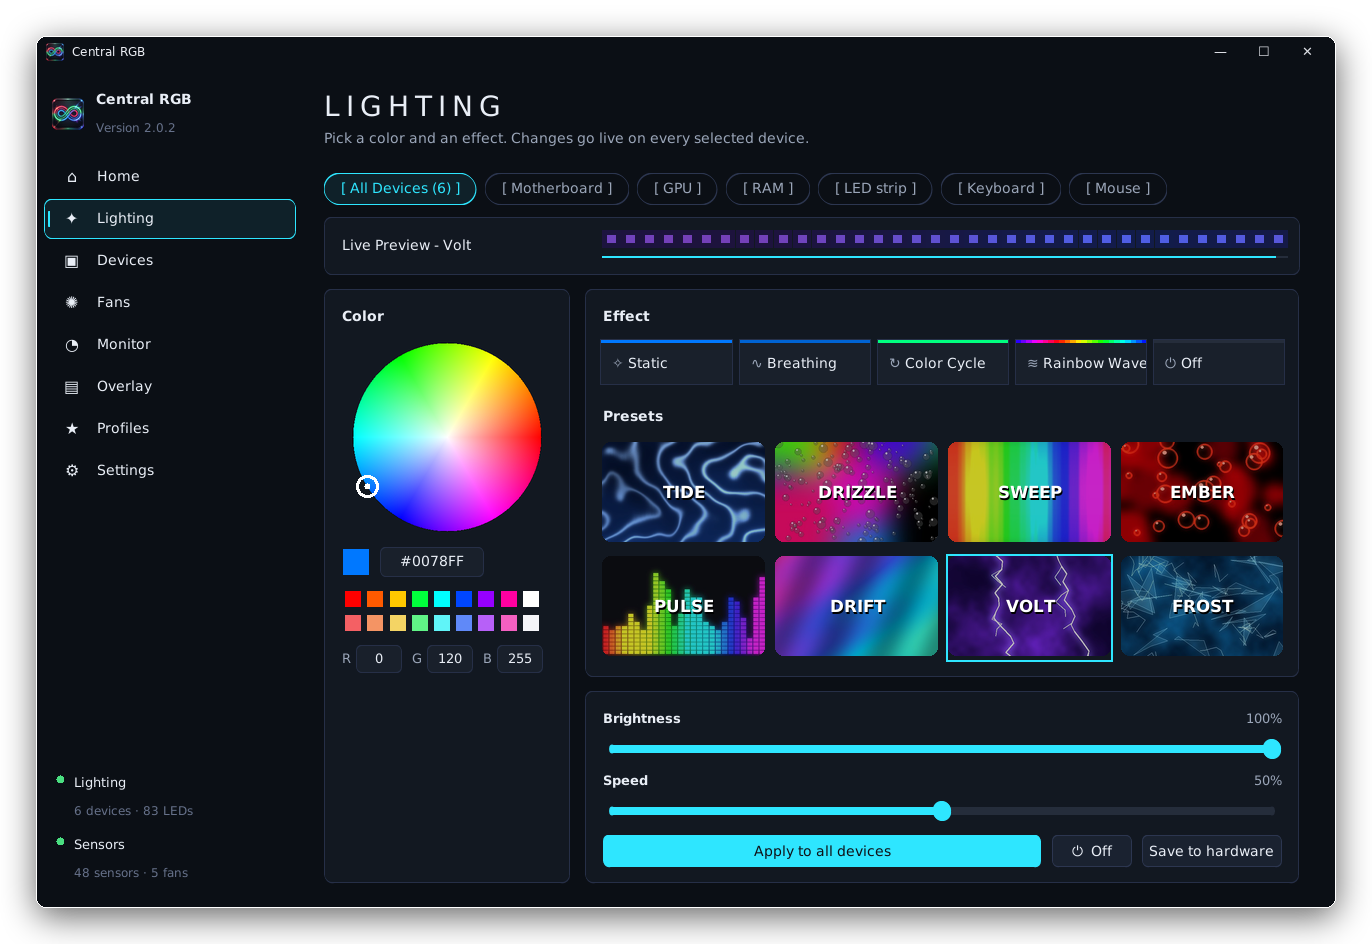 Central RGB
Central RGB
Version 2.0.2
Home
Lighting
Devices
Fans
Monitor
Overlay
Profiles
Settings
Lighting
6 devices · 83 LEDs
Sensors
48 sensors · 5 fans
LIGHTING
Pick a color and an effect. Changes go live on every selected device.
[ All Devices (6) ] [ Motherboard ] [ GPU ] [ RAM ] [ LED strip ] [ Keyboard ] [ Mouse ]
Live Preview - Volt
Color
#0078FF
R 0 G 120 B 255
Effect
Static Breathing Color Cycle Rainbow Wave Off
Presets
TIDE DRIZZLE SWEEP EMBER
PULSE DRIFT VOLT FROST
Brightness 100%
Speed 50%
Apply to all devices Off Save to hardware